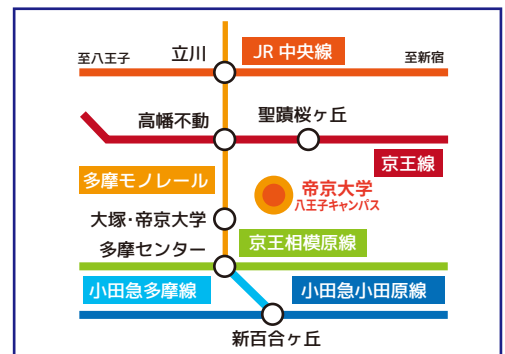 至八王子
立川
JR 中央線
至新宿
高幡不動
聖蹟桜ヶ丘
京王線
多摩モノレール
帝京大学
八王子キャンパス
大塚・帝京大学
多摩センター
京王相模原線
小田急多摩線
小田急小田原線
新百合ヶ丘